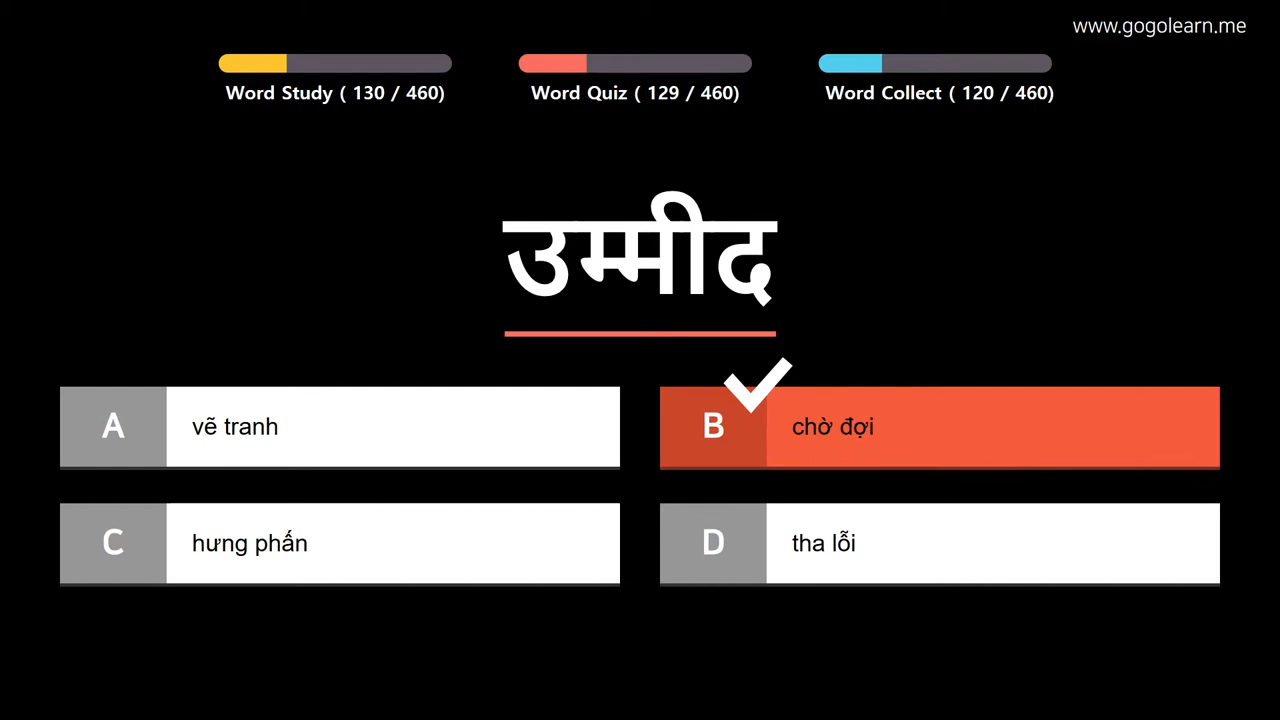 www.gogolearn.me
Word Study ( 130 / 460)
Word Quiz ( 129 / 460)
Word Collect ( 120 / 460)
उम्मीद
A vẽ tranh
B chờ đợi
C hưng phấn
D tha lỗi